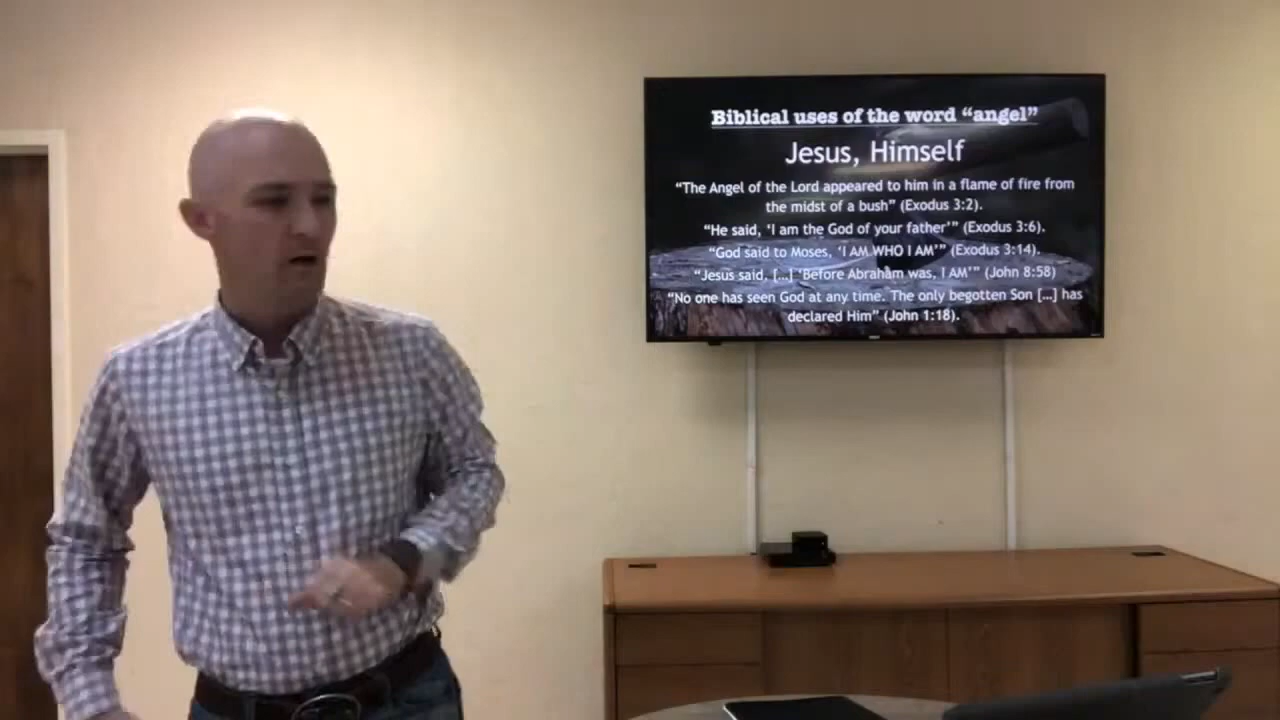 Biblical uses of the word “angel”
Jesus, Himself
“The Angel of the Lord appeared to him in a flame of fire from
the midst of a bush” (Exodus 3:2).
“He said, ‘I am the God of your father’” (Exodus 3:6).
“God said to Moses, ‘I AM WHO I AM’” (Exodus 3:14).
“Jesus said, […] ‘Before Abraham was, I AM’” (John 8:58)
“No one has seen God at any time. The only begotten Son […] has
declared Him” (John 1:18).